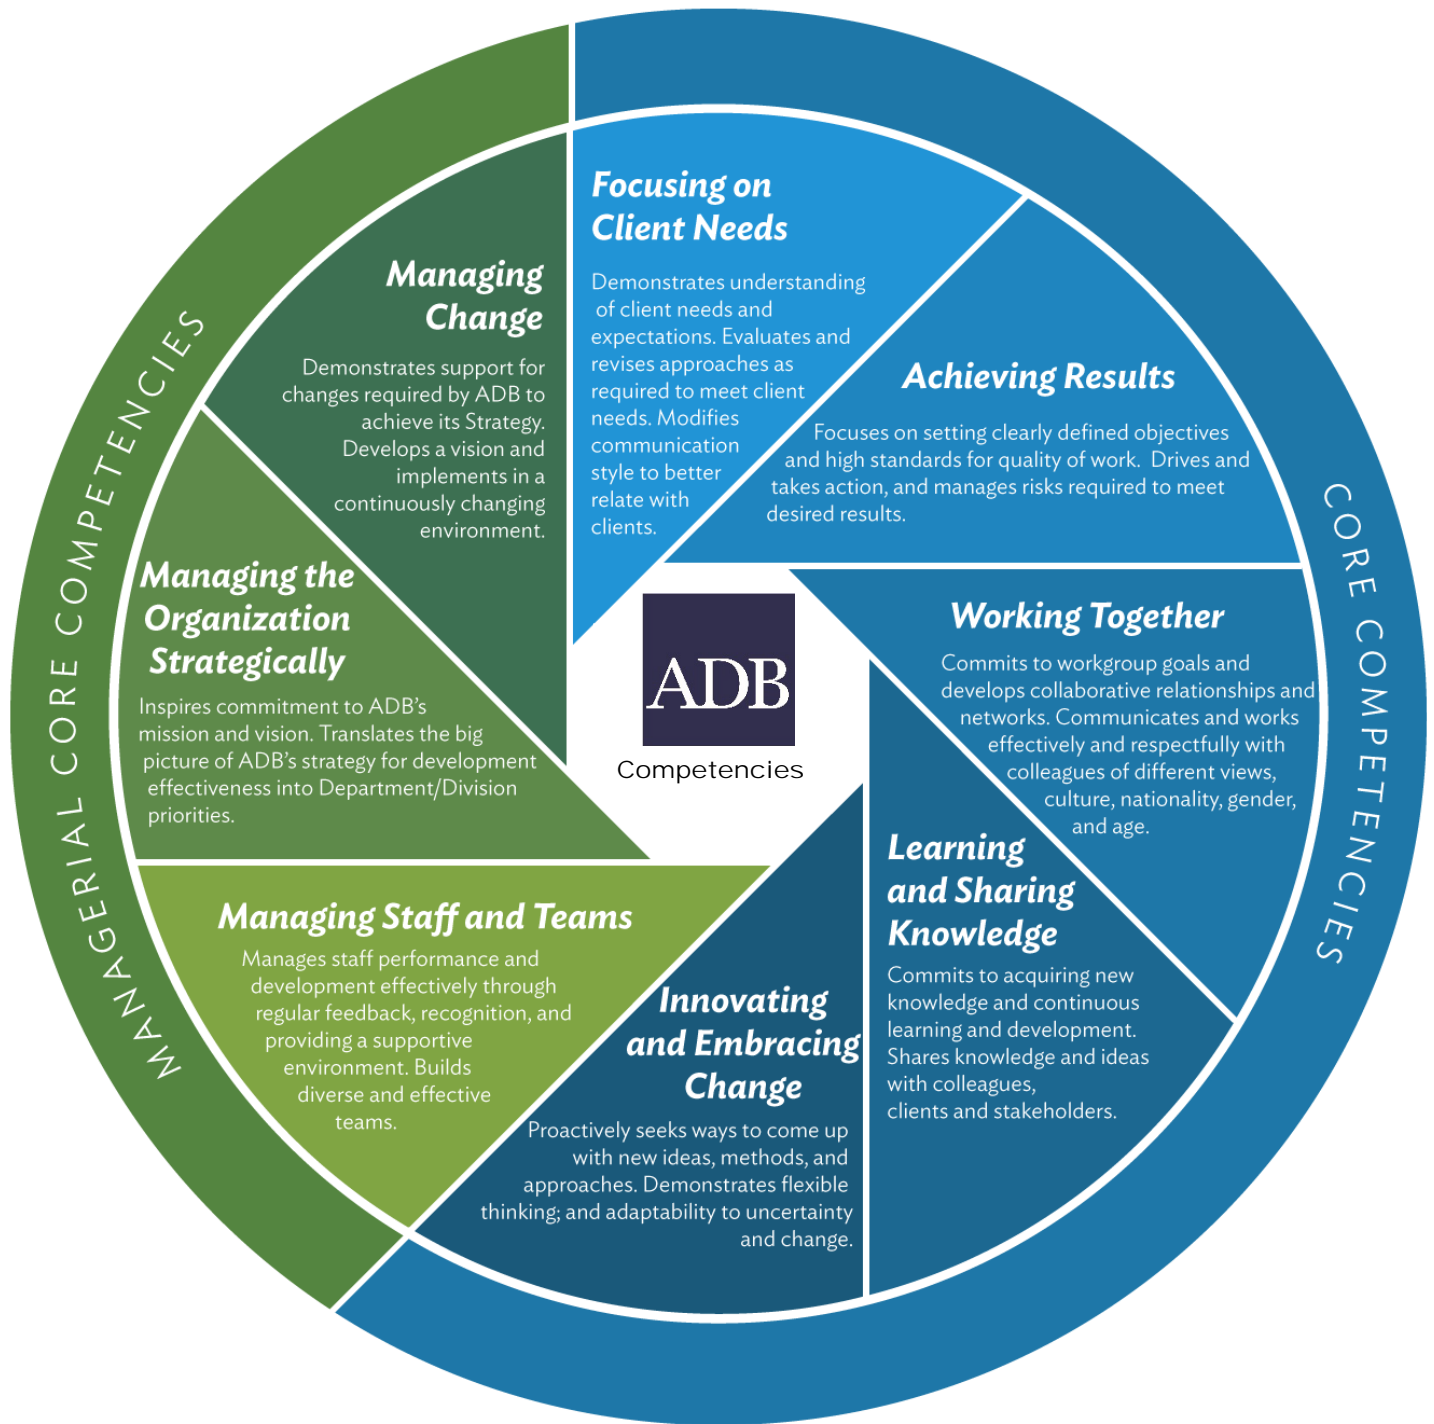 Focusing on
Client Needs
Demonstrates understanding
of client needs and
expectations. Evaluates and
revises approaches as
required to meet client
needs. Modifies
communication
style to better
relate with
clients.
Achieving Results
Focuses on setting clearly defined objectives
and high standards for quality of work. Drives and
takes action, and manages risks required to meet
desired results.
Working Together
Commits to workgroup goals and
develops collaborative relationships and
networks. Communicates and works
effectively and respectfully with
colleagues of different views,
culture, nationality, gender,
and age.
Learning
and Sharing
Knowledge
Commits to acquiring new
knowledge and continuous
learning and development.
Shares knowledge and ideas
with colleagues,
clients and stakeholders.
Innovating
and Embracing
Change
Proactively seeks ways to come up
with new ideas, methods, and
approaches. Demonstrates flexible
thinking; and adaptability to uncertainty
and change.
Managing Staff and Teams
Manages staff performance and
development effectively through
regular feedback, recognition, and
providing a supportive
environment. Builds
diverse and effective
teams.
Managing the
Organization
Strategically
Inspires commitment to ADB's
mission and vision. Translates the big
picture of ADB's strategy for development
effectiveness into Department/Division
priorities.
Managing
Change
Demonstrates support for
changes required by ADB to
achieve its Strategy.
Develops a vision and
implements in a
continuously changing
environment.
ADB
Competencies
MANAGERIAL CORE COMPETENCIES
CORE COMPETENCIES